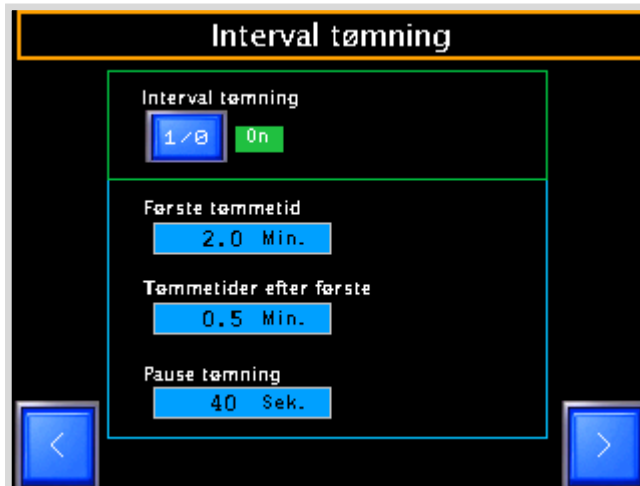 Interval tømning
Interval tømning
1/0 On
Første tømmetid
2.0 Min.
Tømmetider efter første
0.5 Min.
Pause tømning
40 Sek.
< >